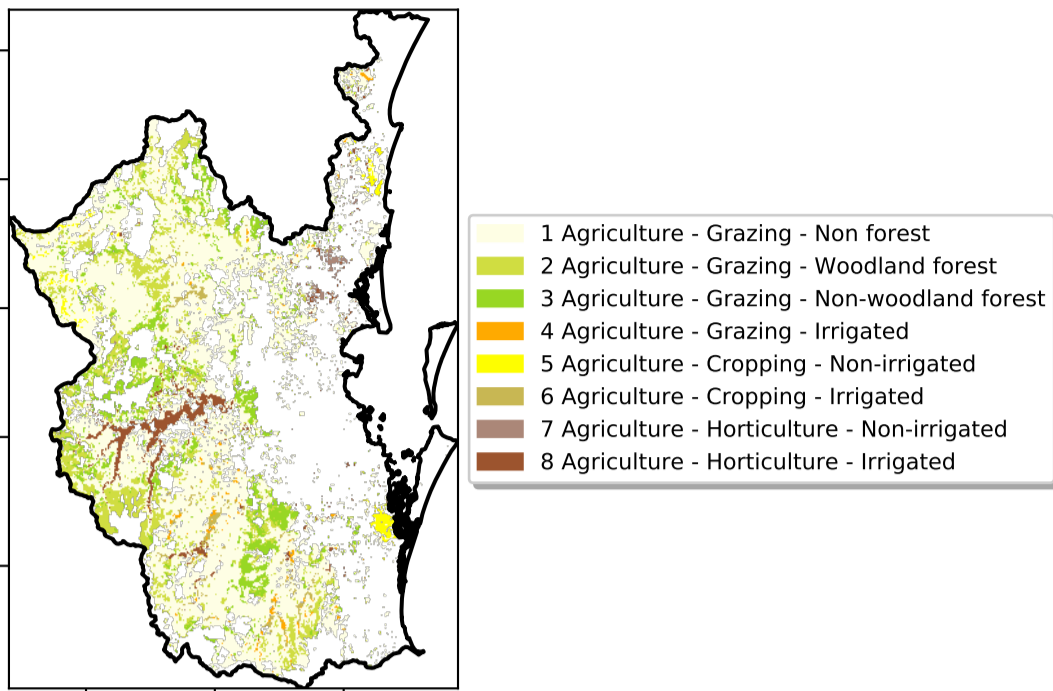 1 Agriculture - Grazing - Non forest
2 Agriculture - Grazing - Woodland forest
3 Agriculture - Grazing - Non-woodland forest
4 Agriculture - Grazing - Irrigated
5 Agriculture - Cropping - Non-irrigated
6 Agriculture - Cropping - Irrigated
7 Agriculture - Horticulture - Non-irrigated
8 Agriculture - Horticulture - Irrigated